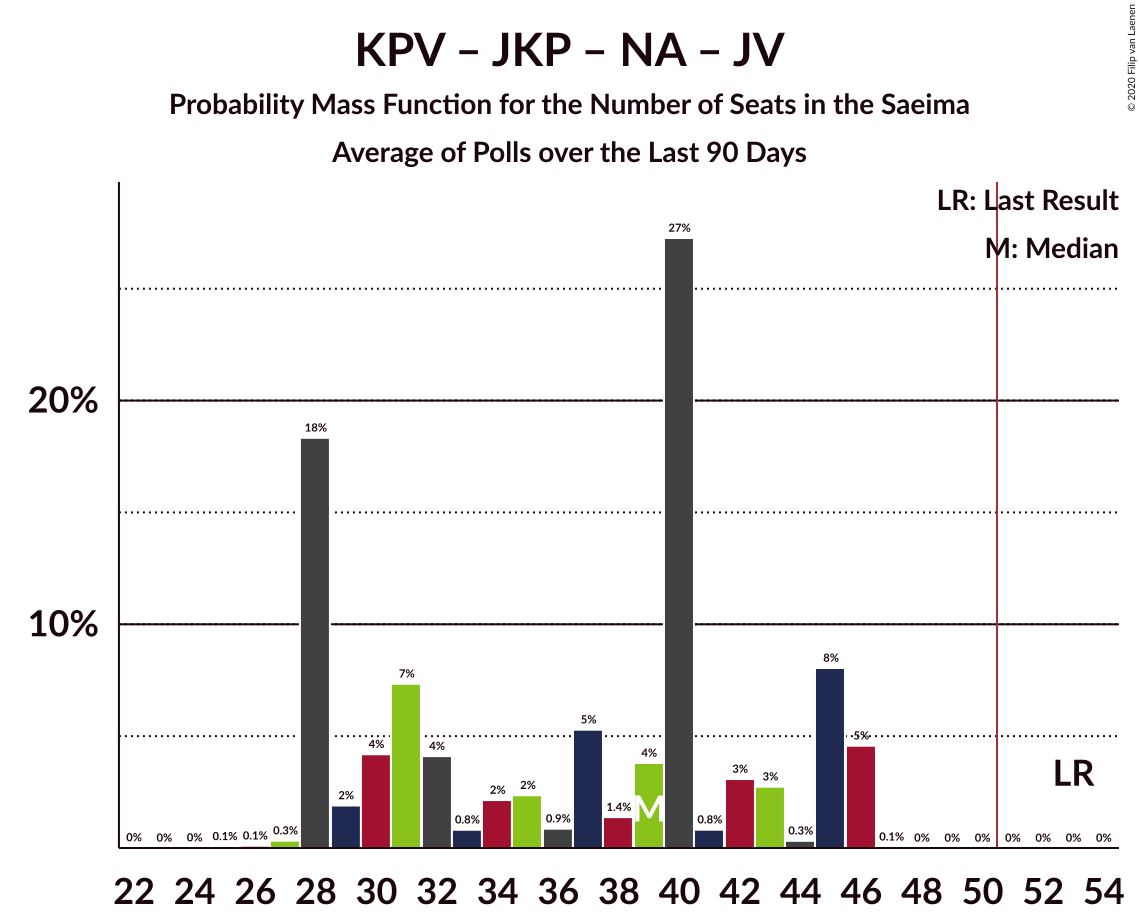 KPV – JKP – NA – JV
Probability Mass Function for the Number of Seats in the Saeima
Average of Polls over the Last 90 Days
© 2020 Filip van Laenen
LR: Last Result
M: Median
27%
20%
18%
10%
8%
7%
5%
5%
4%
4%
4%
3%
3%
2%
2%
2%
1.4%
M
LR
0% 0% 0% 0.1% 0.1% 0.3% 0.8% 0.9% 0.8% 0.3% 0.1% 0% 0% 0% 0% 0% 0% 0%
22 24 26 28 30 32 34 36 38 40 42 44 46 48 50 52 54